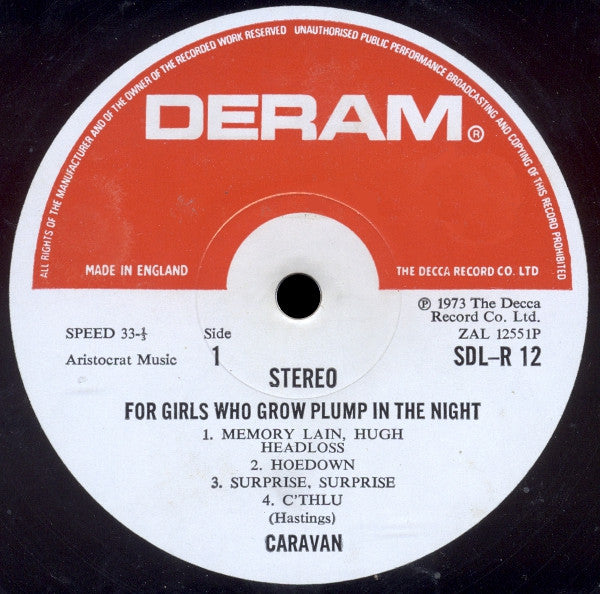 ALL RIGHTS OF THE MANUFACTURER AND OF THE OWNER OF THE RECORDED WORK RESERVED UNAUTHORISED PUBLIC PERFORMANCE BROADCASTING AND COPYING OF THIS RECORD PROHIBITED
DERAM®
MADE IN ENGLAND THE DECCA RECORD CO. LTD
SPEED 33-⅓ Side ℗ 1973 The Decca
Record Co. Ltd.
Aristocrat Music 1 ZAL 12551P
STEREO SDL–R 12
FOR GIRLS WHO GROW PLUMP IN THE NIGHT
1. MEMORY LAIN, HUGH
HEADLOSS
2. HOEDOWN
3. SURPRISE, SURPRISE
4. C'THLU
(Hastings)
CARAVAN